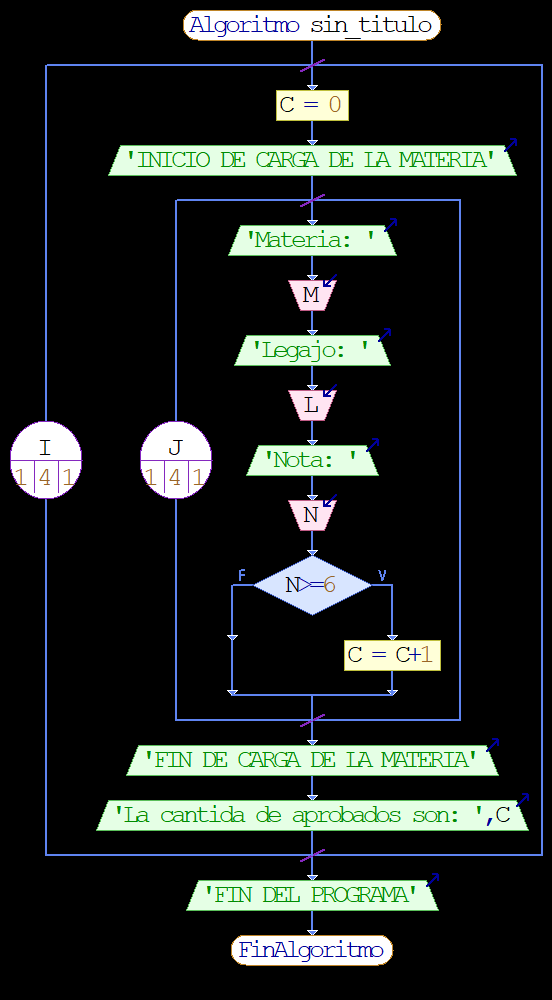 Algoritmo sin_titulo
C = 0
'INICIO DE CARGA DE LA MATERIA'
'Materia: '
M
'Legajo: '
L
I
1 4 1
J
1 4 1
'Nota: '
N
F
V
N>=6
C = C+1
'FIN DE CARGA DE LA MATERIA'
'La cantida de aprobados son: ',C
'FIN DEL PROGRAMA'
FinAlgoritmo